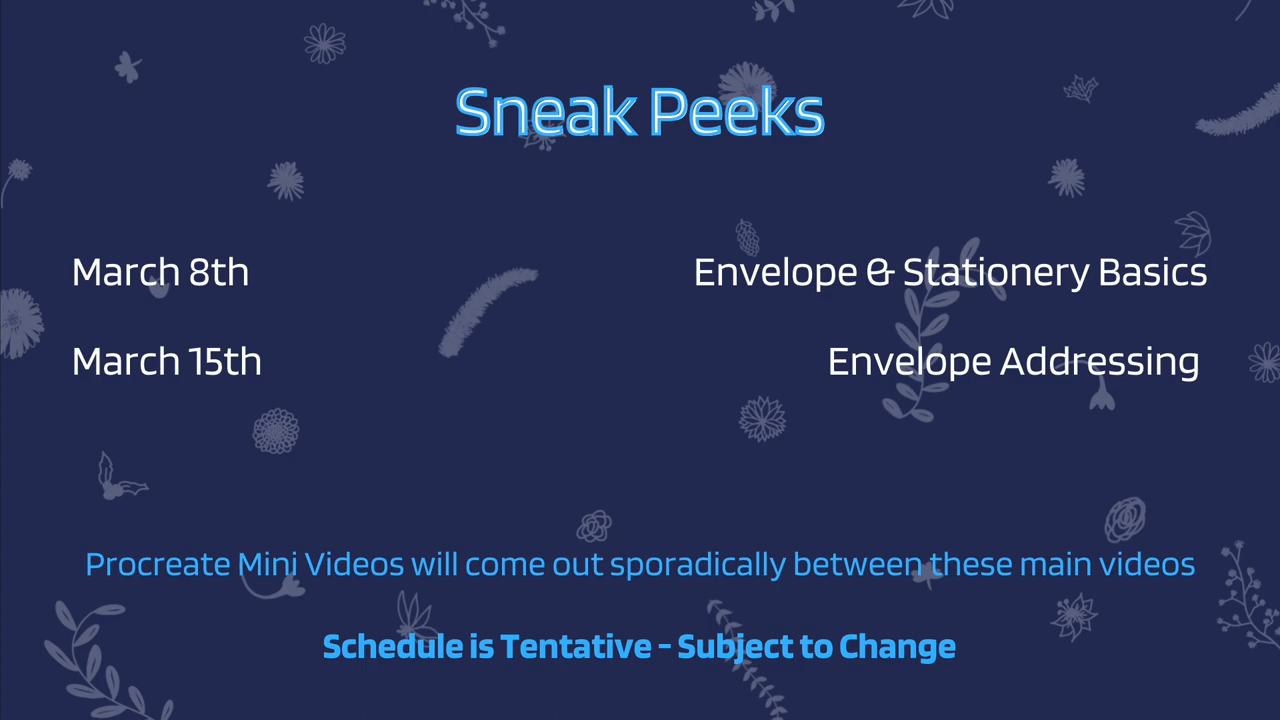 Sneak Peeks
March 8th Envelope & Stationery Basics
March 15th Envelope Addressing
Procreate Mini Videos will come out sporadically between these main videos
Schedule is Tentative - Subject to Change